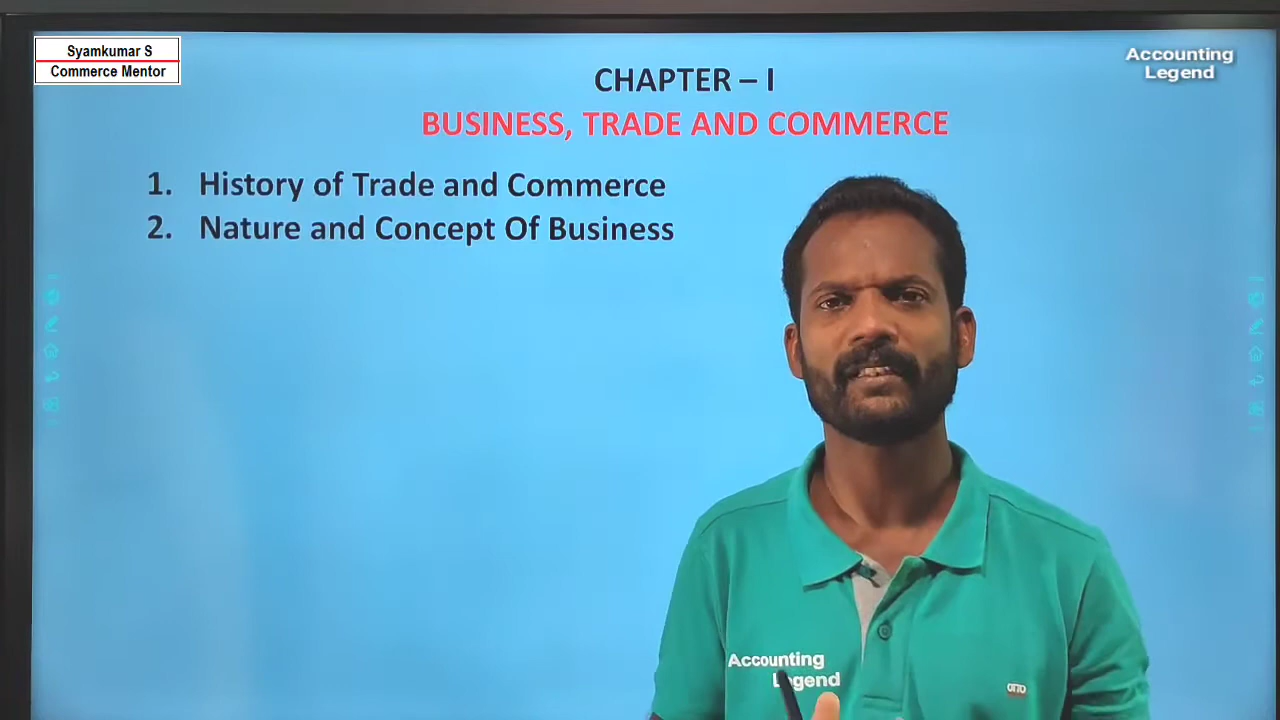 Syamkumar S
Commerce Mentor
Accounting
Legend
CHAPTER – I
BUSINESS, TRADE AND COMMERCE
1. History of Trade and Commerce
2. Nature and Concept Of Business
Accounting
Legend
OTTO